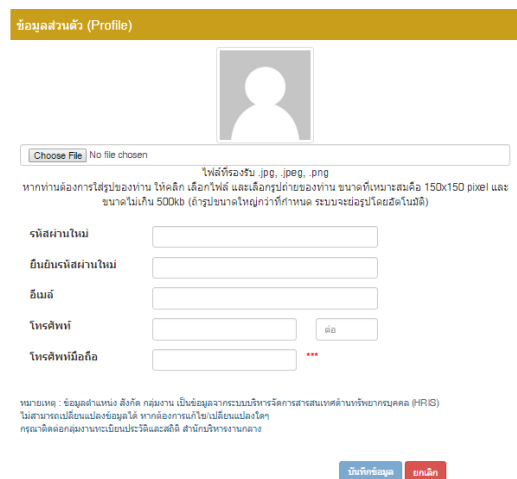 ข้อมูลส่วนตัว (Profile)
Choose File No file chosen
ไฟล์ที่รองรับ .jpg, .jpeg, .png
หากท่านต้องการใส่รูปของท่าน ให้คลิก เลือกไฟล์ และเลือกรูปถ่ายของท่าน ขนาดที่เหมาะสมคือ 150x150 pixel และ
ขนาดไม่เกิน 500kb (ถ้ารูปขนาดใหญ่กว่าที่กำหนด ระบบจะย่อรูปโดยอัตโนมัติ)
รหัสผ่านใหม่
ยืนยันรหัสผ่านใหม่
อีเมล์
โทรศัพท์ ต่อ
โทรศัพท์มือถือ ***
หมายเหตุ : ข้อมูลตำแหน่ง สังกัด กลุ่มงาน เป็นข้อมูลจากระบบบริหารจัดการสารสนเทศด้านทรัพยากรบุคคล (HRIS)
ไม่สามารถเปลี่ยนแปลงข้อมูลได้ หากต้องการแก้ไข/เปลี่ยนแปลงใดๆ
กรุณาติดต่อกลุ่มงานทะเบียนประวัติและสถิติ สำนักบริหารงานกลาง
บันทึกข้อมูล ยกเลิก